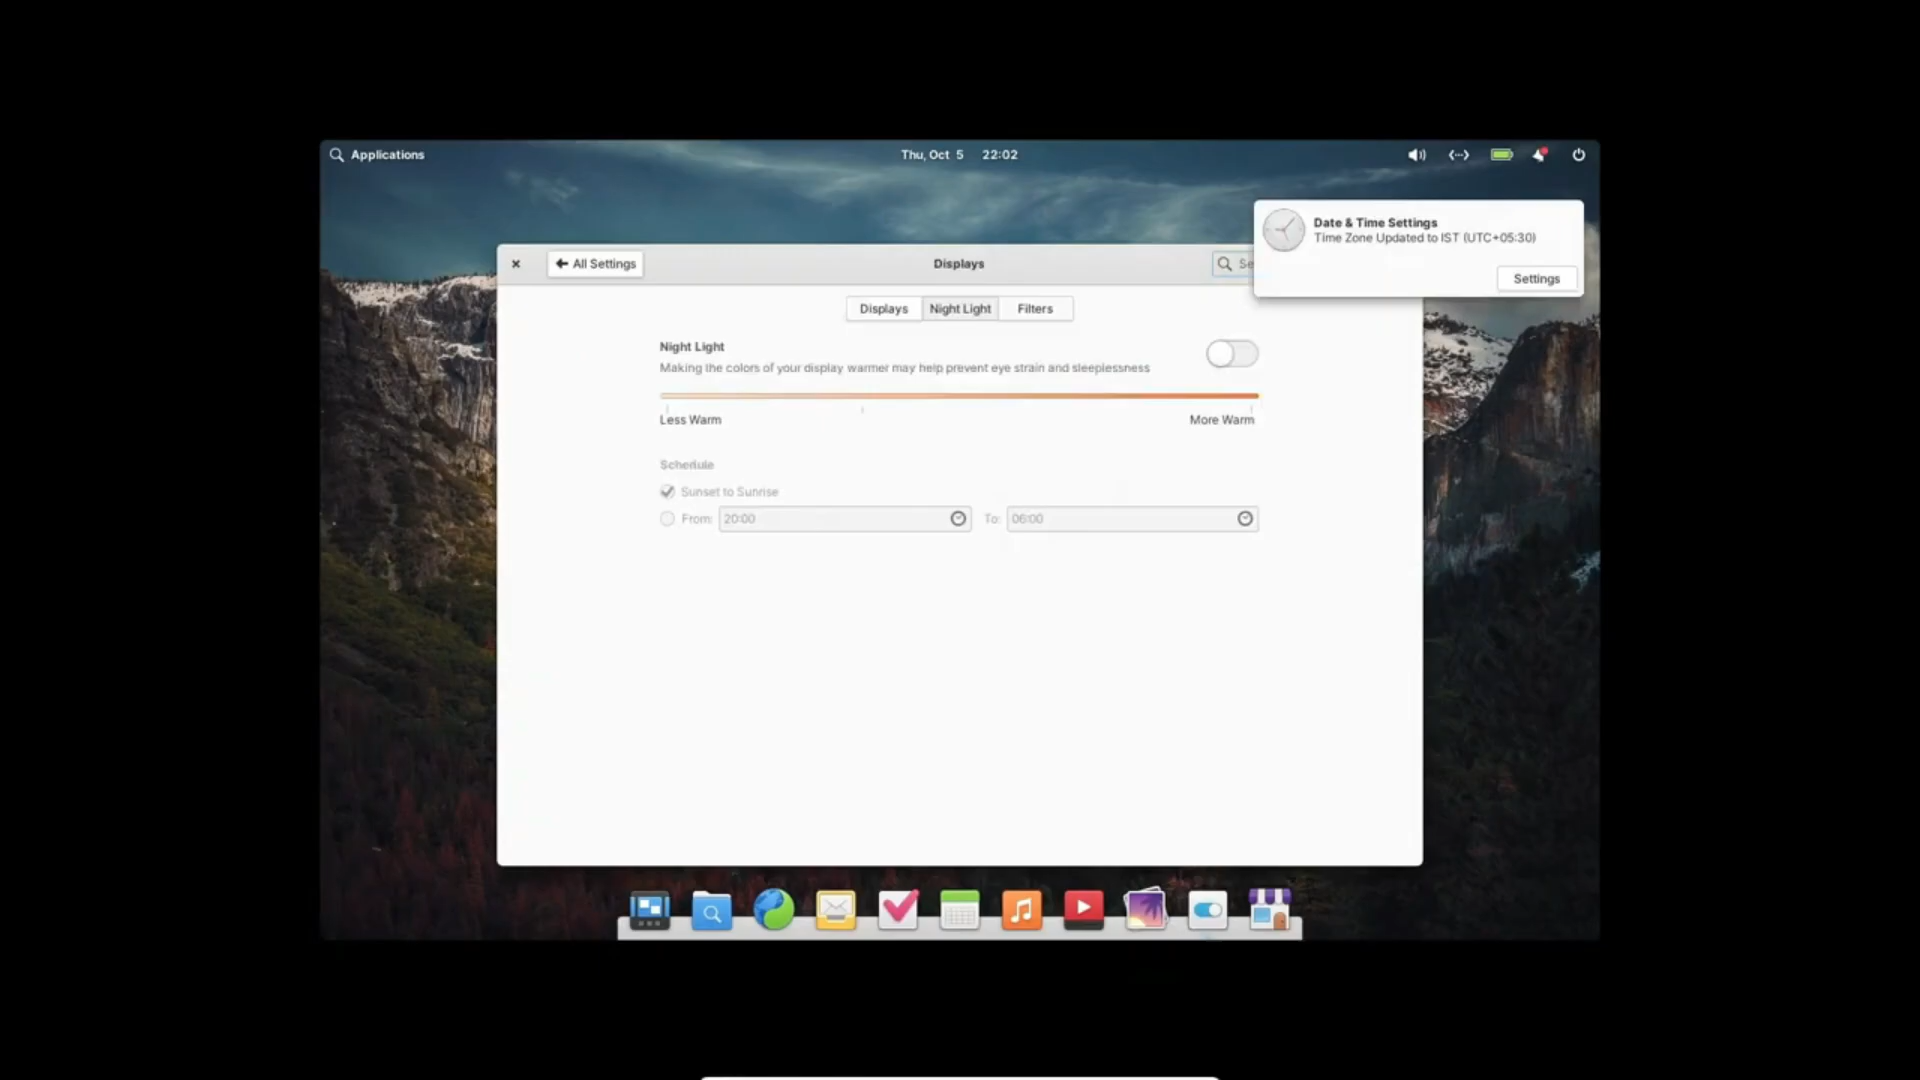 Applications
Thu, Oct 5 22:02
Date & Time Settings
Time Zone Updated to IST (UTC+05:30)
Settings
All Settings
Displays
Se
Displays Night Light Filters
Night Light
Making the colors of your display warmer may help prevent eye strain and sleeplessness
Less Warm More Warm
Schedule
Sunset to Sunrise
From: 20:00 To: 06:00